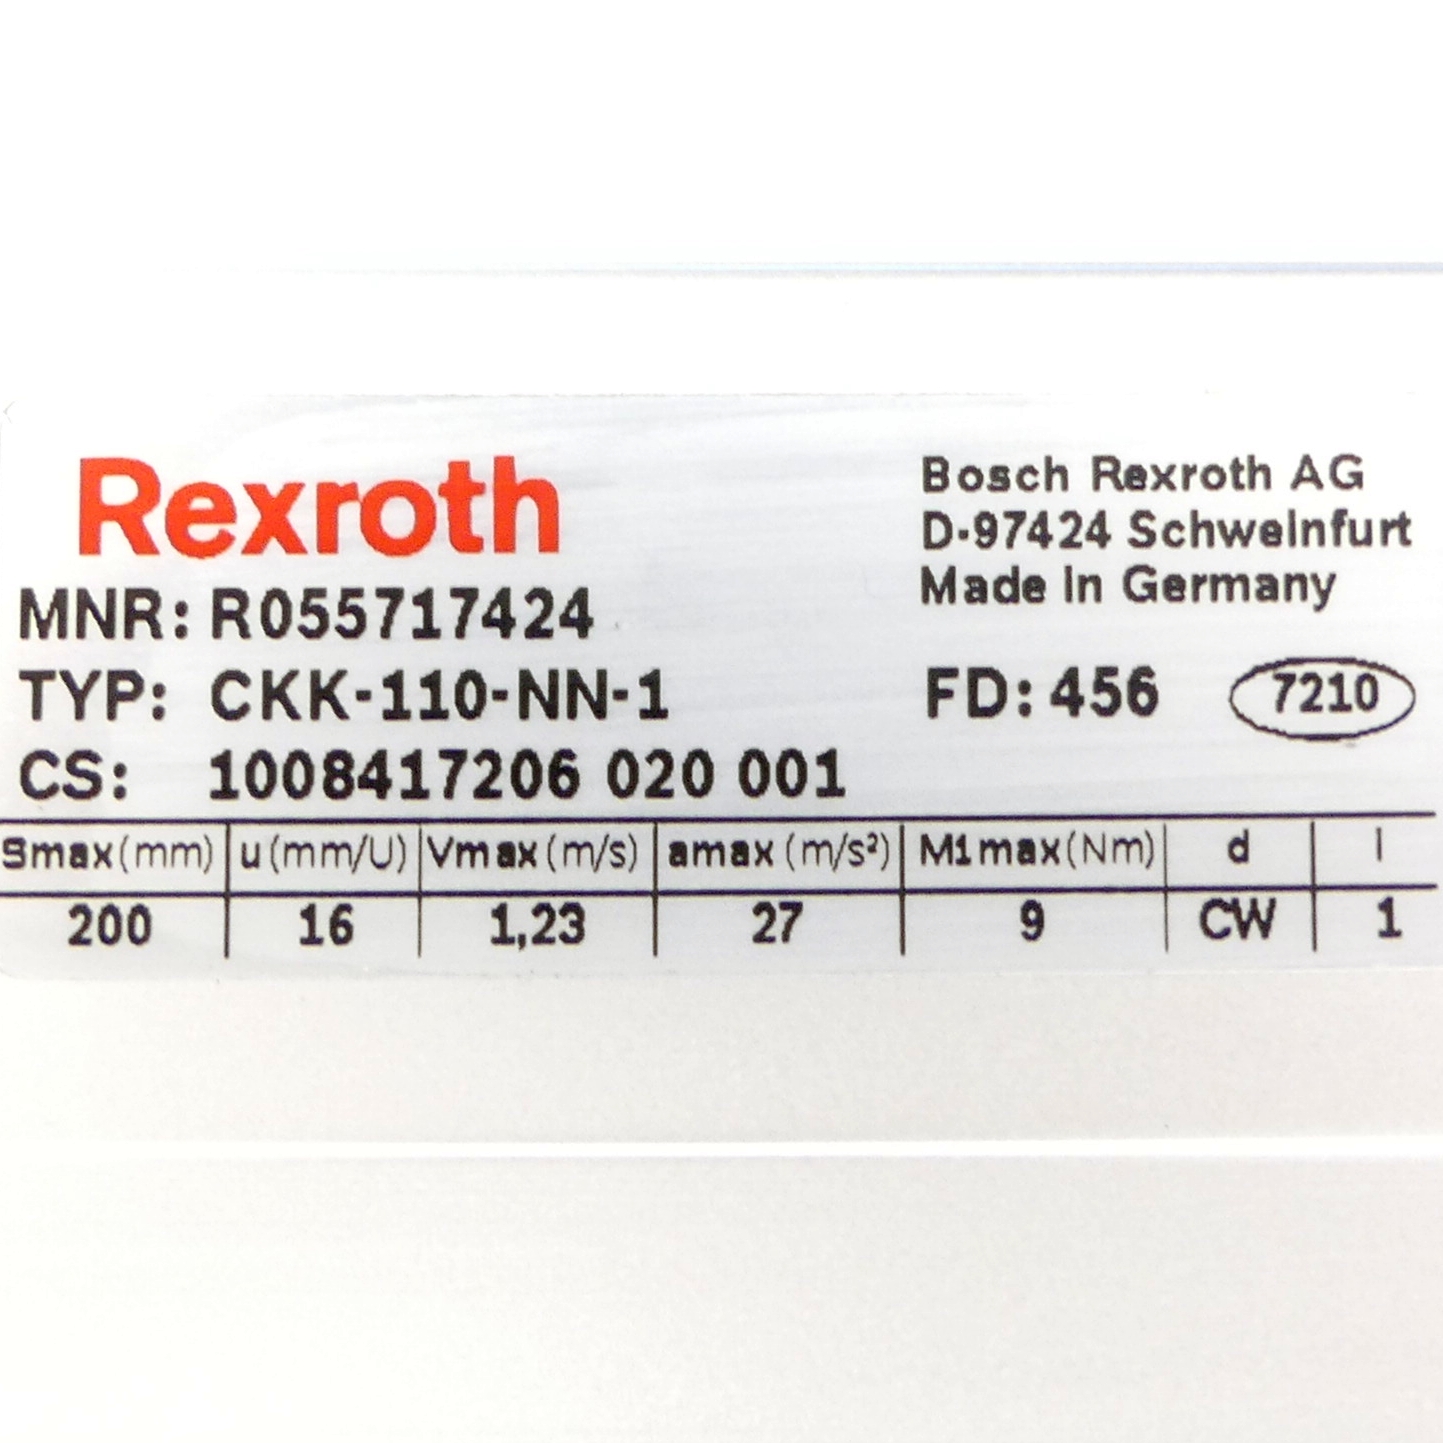 Rexroth
Bosch Rexroth AG
D-97424 Schweinfurt
Made in Germany
MNR: R055717424
TYP: CKK-110-NN-1
FD: 456 7210
CS: 1008417206 020 001
Smax (mm) u (mm/U) Vmax (m/s) amax (m/s²) M1max (Nm) d i
200 16 1,23 27 9 CW 1